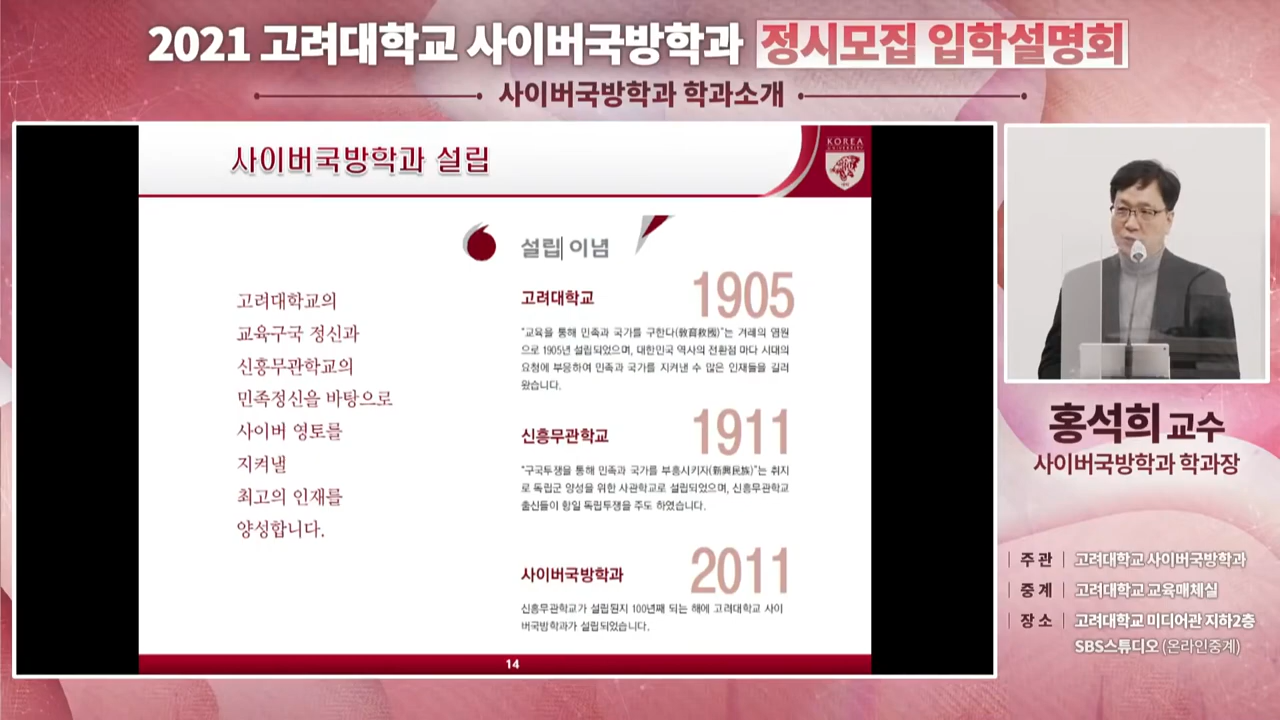 2021 고려대학교 사이버국방학과 정시모집 입학설명회
사이버국방학과 학과소개
사이버국방학과 설립
KOREA
UNIVERSITY
1905
설립 이념
고려대학교의
교육구국 정신과
신흥무관학교의
민족정신을 바탕으로
사이버 영토를
지켜낼
최고의 인재를
양성합니다.
고려대학교
1905
"교육을 통해 민족과 국가를 구한다(敎育救國)"는 겨레의 염원
으로 1905년 설립되었으며, 대한민국 역사의 전환점 마다 시대의
요청에 부응하여 민족과 국가를 지켜낸 수 많은 인재들을 길러
왔습니다.
신흥무관학교
1911
"구국투쟁을 통해 민족과 국가를 부흥시키자(新興民族)"는 취지
로 독립군 양성을 위한 사관학교로 설립되었으며, 신흥무관학교
출신들이 항일 독립투쟁을 주도 하였습니다.
사이버국방학과
2011
신흥무관학교가 설립된지 100년째 되는 해에 고려대학교 사이
버국방학과가 설립되었습니다.
14
홍석희 교수
사이버국방학과 학과장
주 관 고려대학교 사이버국방학과
중 계 고려대학교 교육매체실
장 소 고려대학교 미디어관 지하2층
SBS스튜디오 (온라인중계)